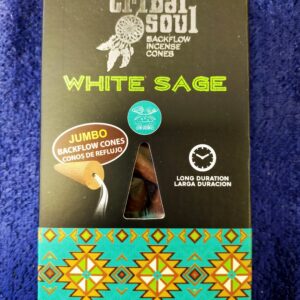 tribal soul
BACKFLOW
INCENSE
CONES
WHITE SAGE
JUMBO
BACKFLOW CONES
CONOS DE REFLUJO
LONG DURATION
LARGA DURACION